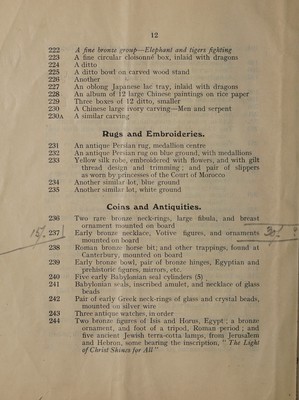 12
222 A fine bronze group—Elephant and tigers fighting
223 A fine circular cloisonné box, inlaid with dragons
224 A ditto
225 A ditto bowl on carved wood stand
226 Another
227 An oblong Japanese lac tray, inlaid with dragons
228 An album of 12 large Chinese paintings on rice paper
229 Three boxes of 12 ditto, smaller
230 A Chinese large ivory carving—Men and serpent
230A A similar carving
Rugs and Embroideries.
231 An antique Persian rug, medallion centre
232 An antique Persian rug on blue ground, with medallions
233 Yellow silk robe, embroidered with flowers, and with gilt
thread design and trimming; and pair of slippers
as worn by princesses of the Court of Morocco
234 Another similar lot, blue ground
235 Another similar lot, white ground
Coins and Antiquities.
236 Two rare bronze neck-rings, large fibula, and breast
ornament mounted on board
237 Early bronze necklace, Votive figures, and ornaments
mounted on board
238 Roman bronze horse bit; and other trappings, found at
Canterbury, mounted on board
239 Early bronze bowl, pair of bronze hinges, Egyptian and
prehistoric figures, mirrors, etc.
240 Five early Babylonian seal cylinders (5)
241 Babylonian seals, inscribed amulet, and necklace of glass
beads
242 Pair of early Greek neck-rings of glass and crystal beads,
mounted on silver wire
243 Three antique watches, in order
244 Two bronze figures of Isis and Horus, Egypt; a bronze
ornament, and foot of a tripod, Roman period; and
five ancient Jewish terra-cotta lamps, from Jerusalem
and Hebron, some bearing the inscription, "The Light
of Christ Shines for All"